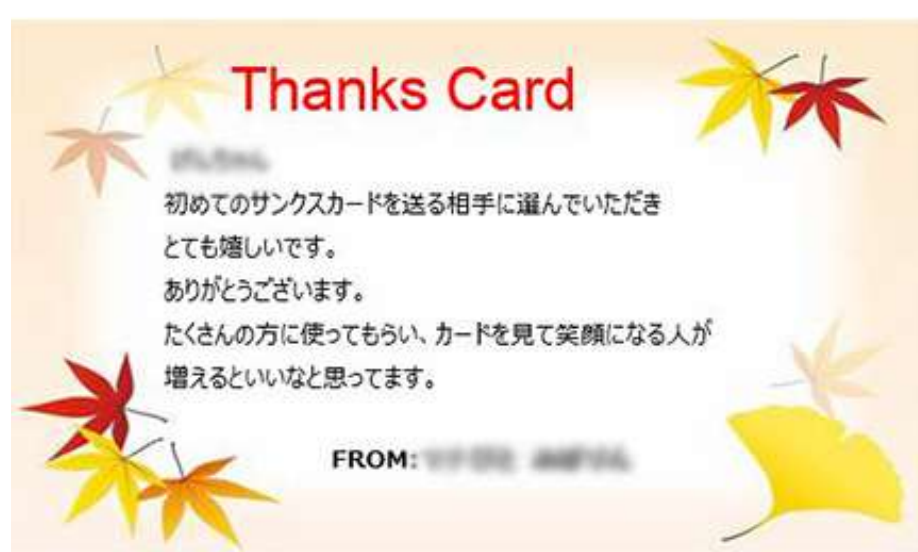 Thanks Card
初めてのサンクスカードを送る相手に選んでいただき
とても嬉しいです。
ありがとうございます。
たくさんの方に使ってもらい、カードを見て笑顔になる人が
増えるといいなと思ってます。
FROM: